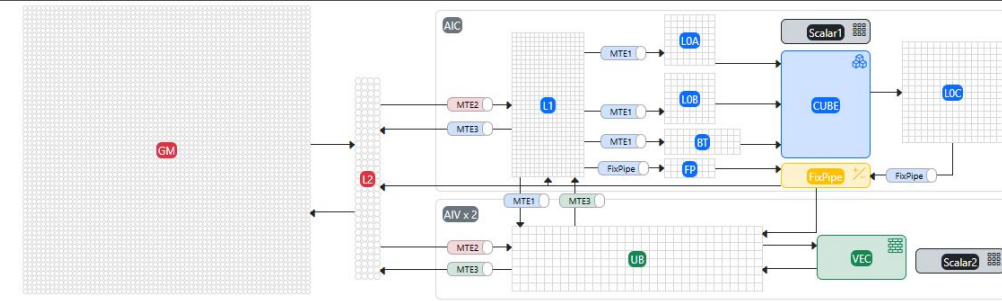 AIC
Scalar1
L0A
MTE1
MTE2
L1
L0B
CUBE
L0C
MTE1
MTE3
MTE1
BT
GM
FixPipe
FP
FixPipe
FixPipe
L2
MTE1
MTE3
AIV x 2
MTE2
UB
VEC
Scalar2
MTE3